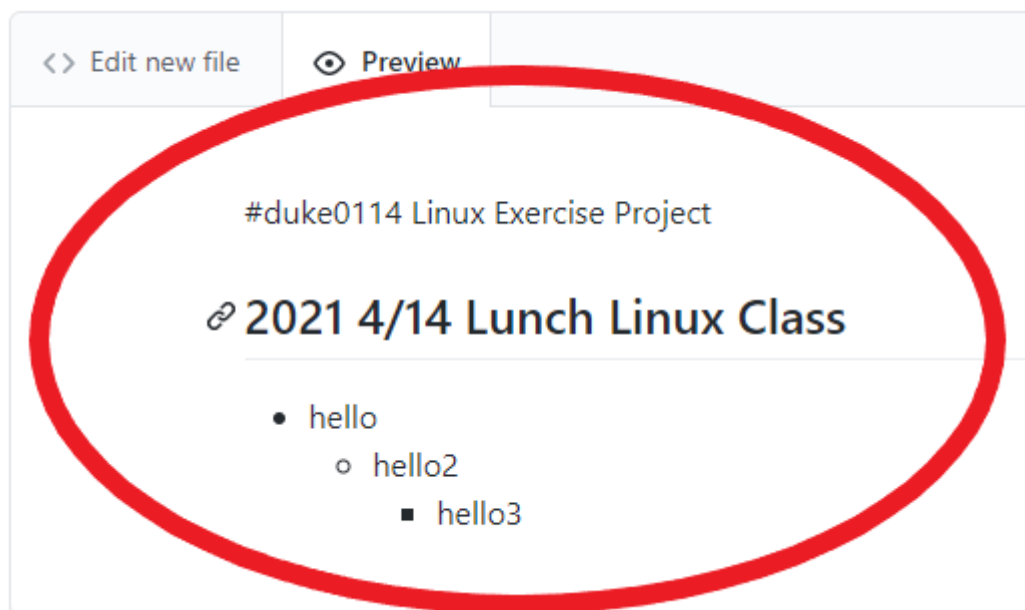 <> Edit new file
Preview
#duke0114 Linux Exercise Project
2021 4/14 Lunch Linux Class
hello
hello2
hello3